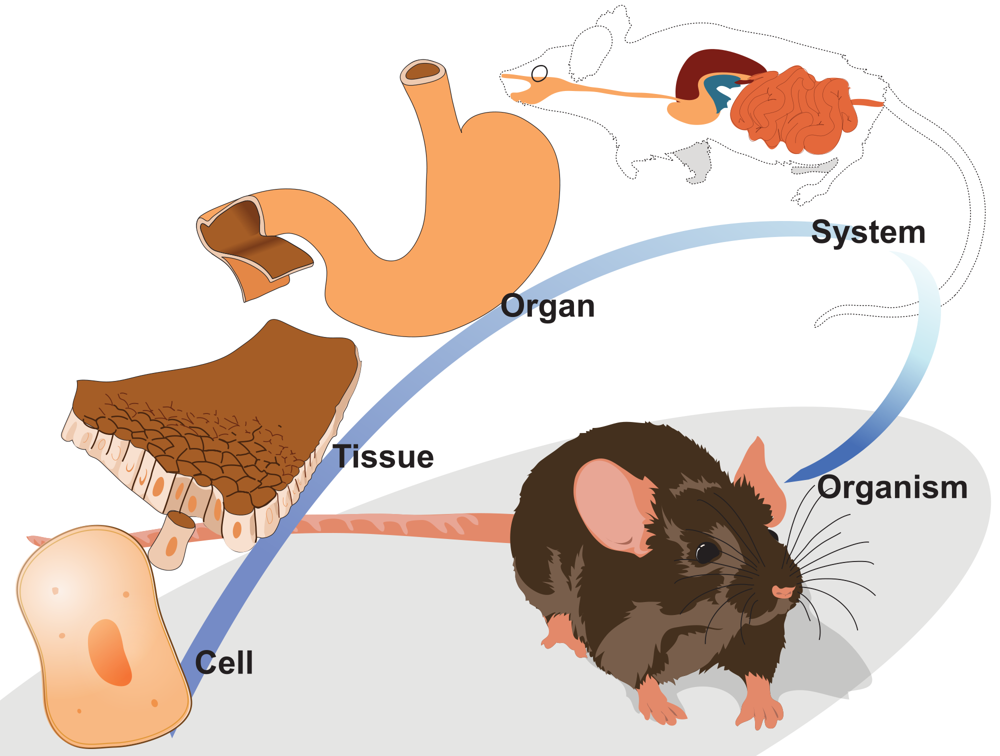 System
Organ
Tissue
Organism
Cell